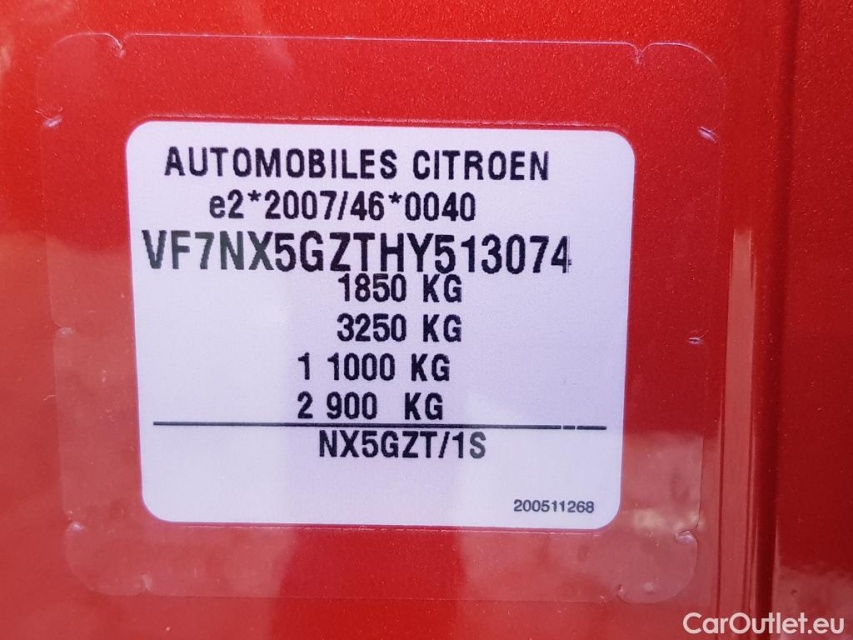 AUTOMOBILES CITROEN
e2*2007/46*0040
VF7NX5GZTHY513074
1850 KG
3250 KG
1 1000 KG
2 900 KG
NX5GZT/1S
200511268
CarOutlet.eu